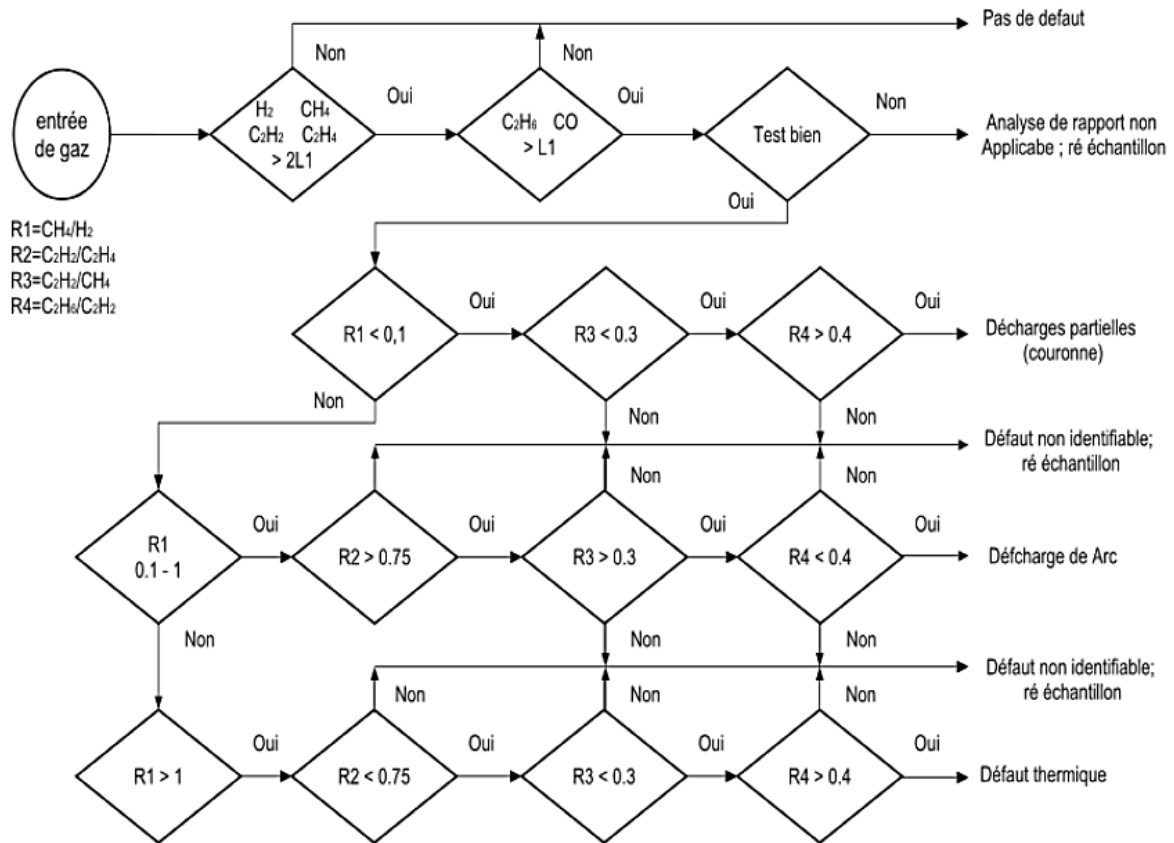 Pas de defaut
Non
Non
entrée
de gaz
H₂ CH₄
C₂H₂ C₂H₄
> 2L1
Oui
C₂H₆ CO
> L1
Oui
Test bien
Non
Analyse de rapport non
Applicabe ; ré échantillon
Oui
R1=CH₄/H₂
R2=C₂H₂/C₂H₄
R3=C₂H₂/CH₄
R4=C₂H₆/C₂H₂
R1 < 0,1
Oui
R3 < 0.3
Oui
R4 > 0.4
Oui
Décharges partielles
(couronne)
Non
Non
Non
Défaut non identifiable;
ré échantillon
Non
Non
R1
0.1 - 1
Oui
R2 > 0.75
Oui
R3 > 0.3
Oui
R4 < 0.4
Oui
Défcharge de Arc
Non
Non
Non
Défaut non identifiable;
ré échantillon
Non
Non
Non
R1 > 1
Oui
R2 < 0.75
Oui
R3 < 0.3
Oui
R4 > 0.4
Oui
Défaut thermique